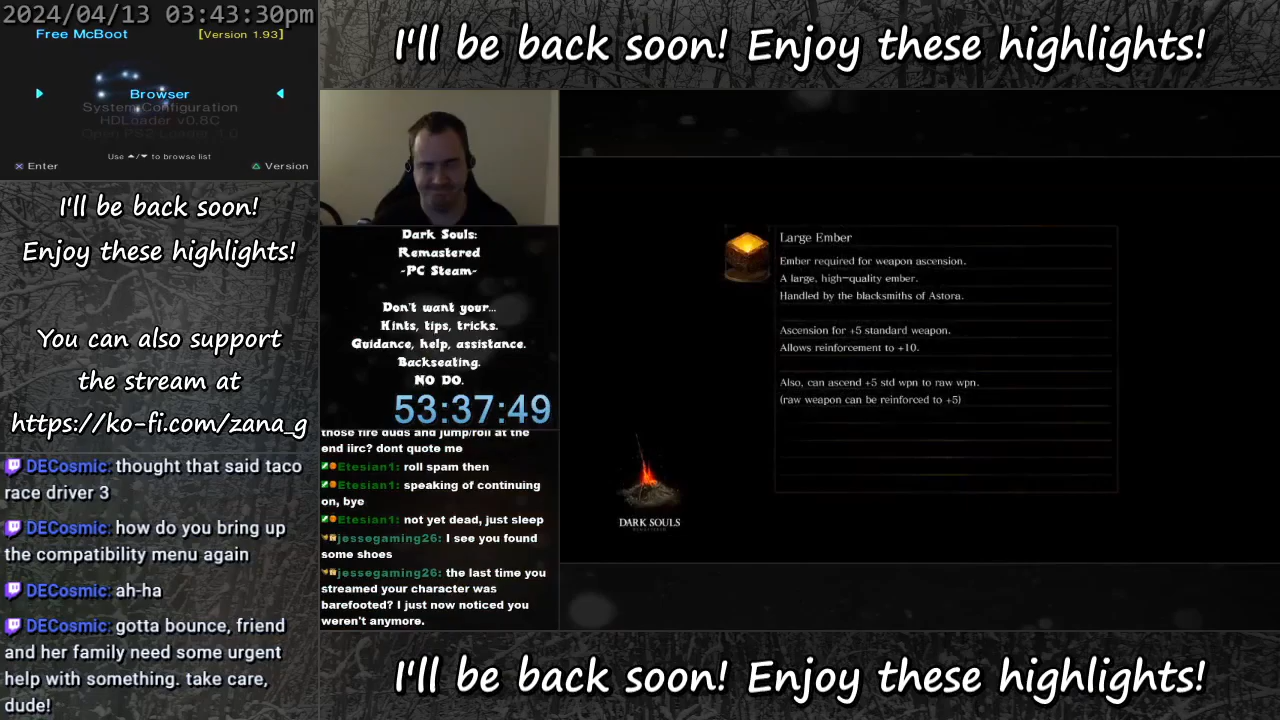 2024/04/13 03:43:30pm
Free McBoot
[Version 1.93]
Browser
System Configuration
HDLoader v0.8C
Open PS2 Loader 1.0
Use ▲/▼ to browse list
Enter
Version
I'll be back soon!
Enjoy these highlights!
You can also support
the stream at
https://ko-fi.com/zana_g
DECosmic: thought that said taco
race driver 3
DECosmic: how do you bring up
the compatibility menu again
DECosmic: ah-ha
DECosmic: gotta bounce, friend
and her family need some urgent
help with something. take care,
dude!
I'll be back soon! Enjoy these highlights!
Dark Souls:
Remastered
-PC Steam-
Don't want your...
Hints, tips, tricks.
Guidance, help, assistance.
Backseating.
NO DO.
53:37:49
those fire duds and jump/roll at the
end iirc? dont quote me
Etesian1: roll spam then
Etesian1: speaking of continuing
on, bye
Etesian1: not yet dead, just sleep
jessegaming26: I see you found
some shoes
jessegaming26: the last time you
streamed your character was
barefooted? I just now noticed you
weren't anymore.
Large Ember
Ember required for weapon ascension.
A large, high-quality ember.
Handled by the blacksmiths of Astora.
Ascension for +5 standard weapon.
Allows reinforcement to +10.
Also, can ascend +5 std wpn to raw wpn.
(raw weapon can be reinforced to +5)
DARK SOULS
REMASTERED
I'll be back soon! Enjoy these highlights!